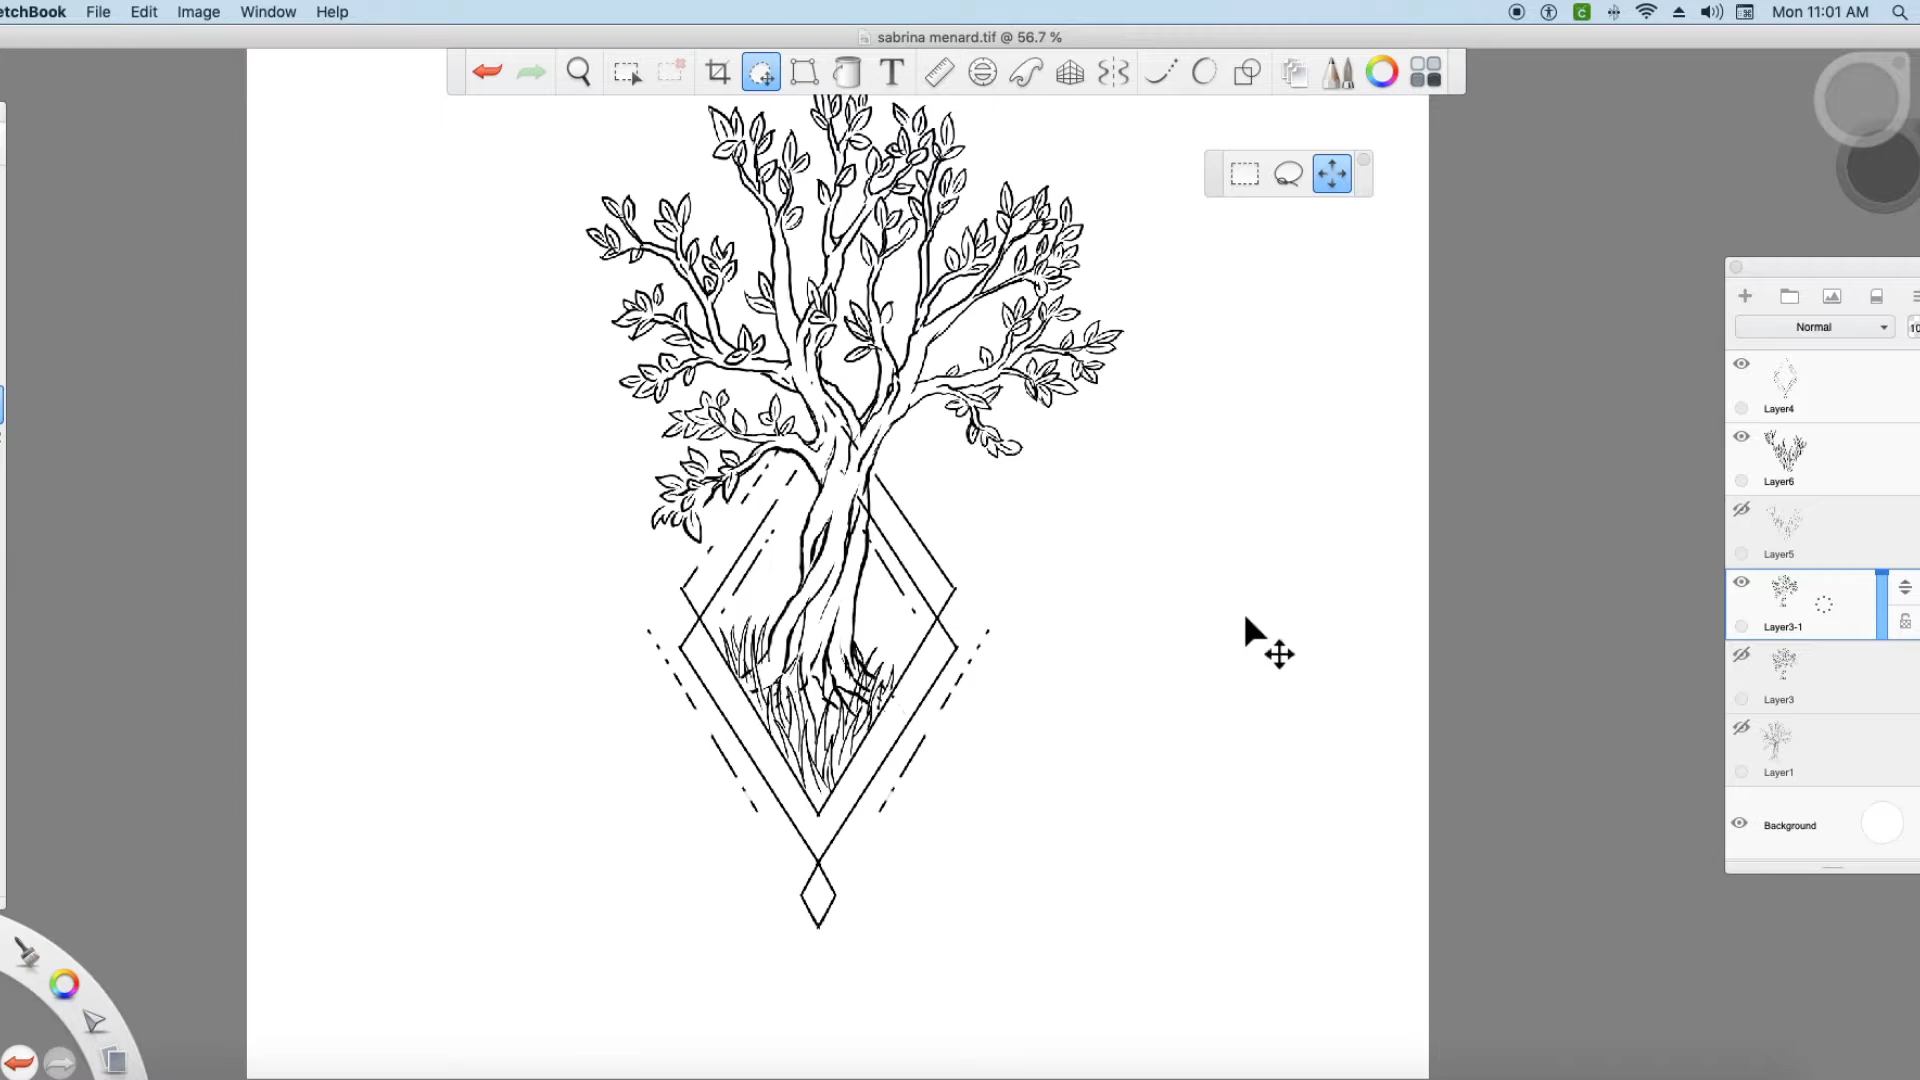 etchBook File Edit Image Window Help
Mon 11:01 AM
sabrina menard.tif @ 56.7 %
T
Normal
10
Layer4
Layer6
Layer5
Layer3-1
Layer3
Layer1
Background